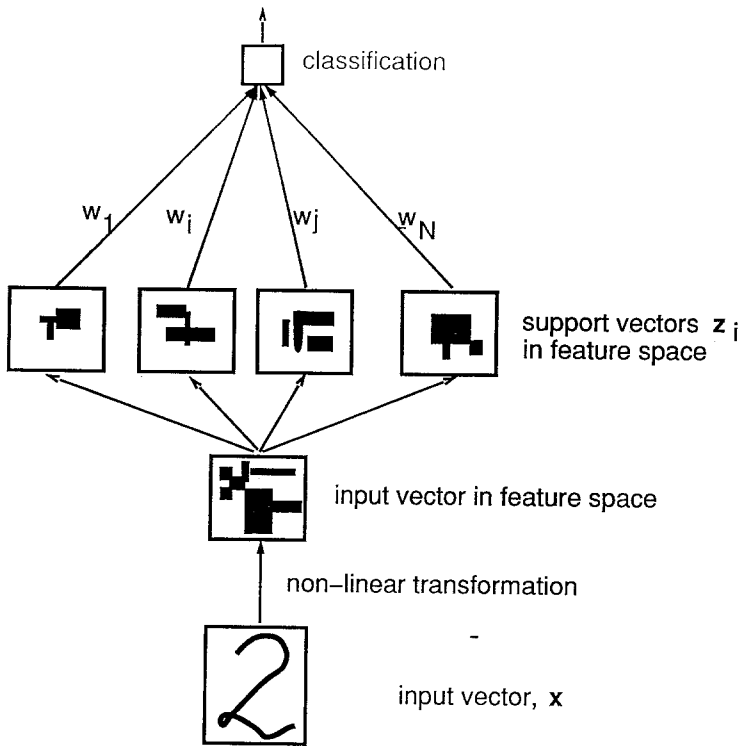 classification
w1 wi wj wN
support vectors zi
in feature space
input vector in feature space
non-linear transformation
2
input vector, x